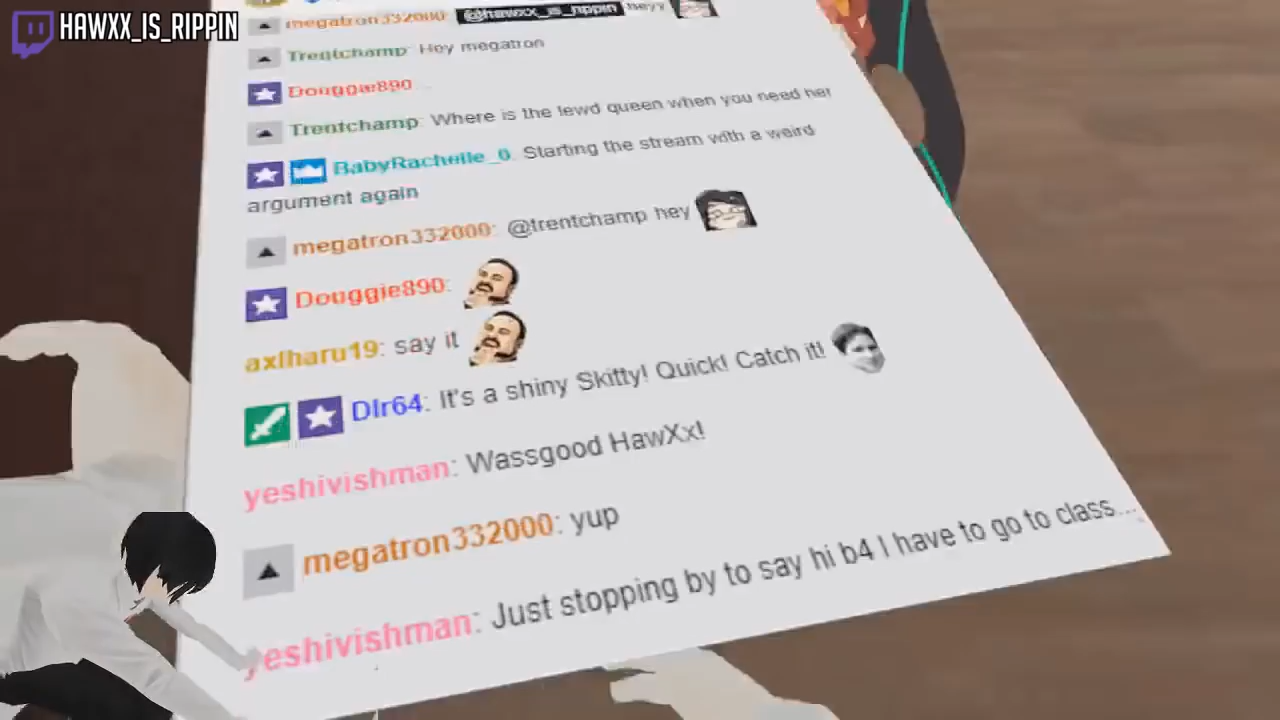 HAWXX_IS_RIPPIN
megatron332000: @hawxx_is_rippin heyy
Trentchamp: Hey megatron
Douggie890:
Trentchamp: Where is the lewd queen when you need her
BabyRachelle_0: Starting the stream with a weird
argument again
megatron332000: @trentchamp hey
Douggie890:
axlharu19: say it
Dlr64: It's a shiny Skitty! Quick! Catch it!
yeshivishman: Wassgood HawXx!
megatron332000: yup
yeshivishman: Just stopping by to say hi b4 I have to go to class...